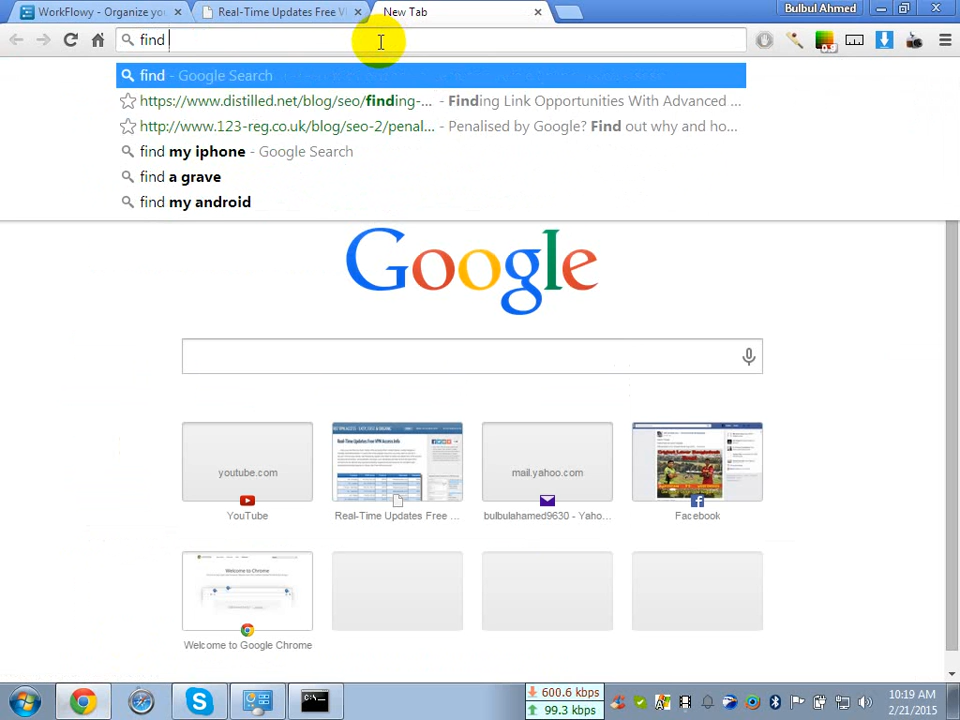 WorkFlowy - Organize you
Real-Time Updates Free V
New Tab
Bulbul Ahmed
find
find - Google Search
https://www.distilled.net/blog/seo/finding-... - Finding Link Opportunities With Advanced ...
http://www.123-reg.co.uk/blog/seo-2/penal... - Penalised by Google? Find out why and ho...
find my iphone - Google Search
find a grave
find my android
Google
youtube.com
mail.yahoo.com
YouTube
Real-Time Updates Free ...
bulbulahamed9630 - Yaho...
Facebook
Welcome to Chrome
Welcome to Google Chrome
600.6 kbps
99.3 kbps
10:19 AM
2/21/2015